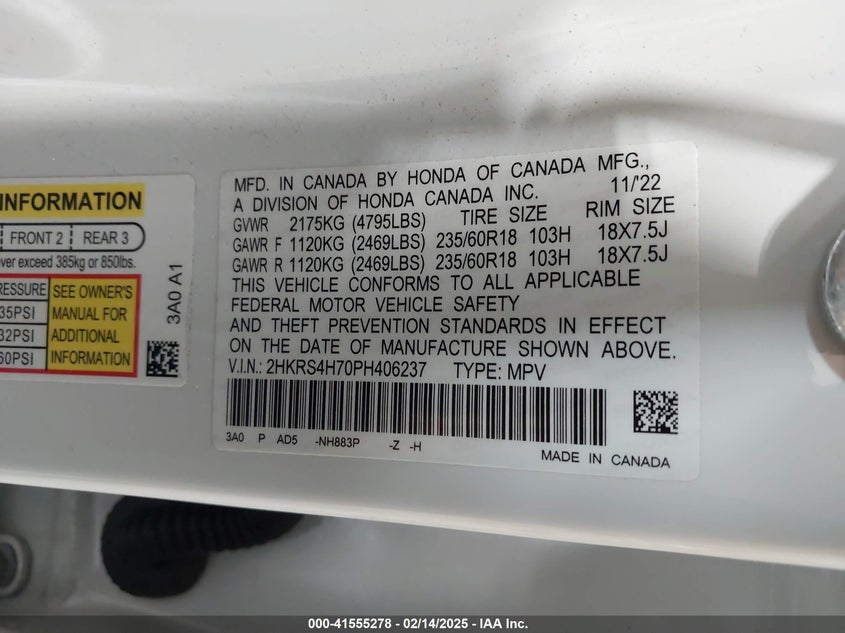 INFORMATION
FRONT 2 REAR 3
ver exceed 385kg or 850lbs.
RESSURE
35PSI
32PSI
60PSI
SEE OWNER'S
MANUAL FOR
ADDITIONAL
INFORMATION
3A0 A1
MFD. IN CANADA BY HONDA OF CANADA MFG.,
A DIVISION OF HONDA CANADA INC. 11/'22
GVWR 2175KG (4795LBS) TIRE SIZE RIM SIZE
GAWR F 1120KG (2469LBS) 235/60R18 103H 18X7.5J
GAWR R 1120KG (2469LBS) 235/60R18 103H 18X7.5J
THIS VEHICLE CONFORMS TO ALL APPLICABLE
FEDERAL MOTOR VEHICLE SAFETY
AND THEFT PREVENTION STANDARDS IN EFFECT
ON THE DATE OF MANUFACTURE SHOWN ABOVE.
V.I.N.: 2HKRS4H70PH406237 TYPE: MPV
3A0 P AD5 -NH883P -Z -H
MADE IN CANADA
000-41555278 - 02/14/2025 - IAA Inc.